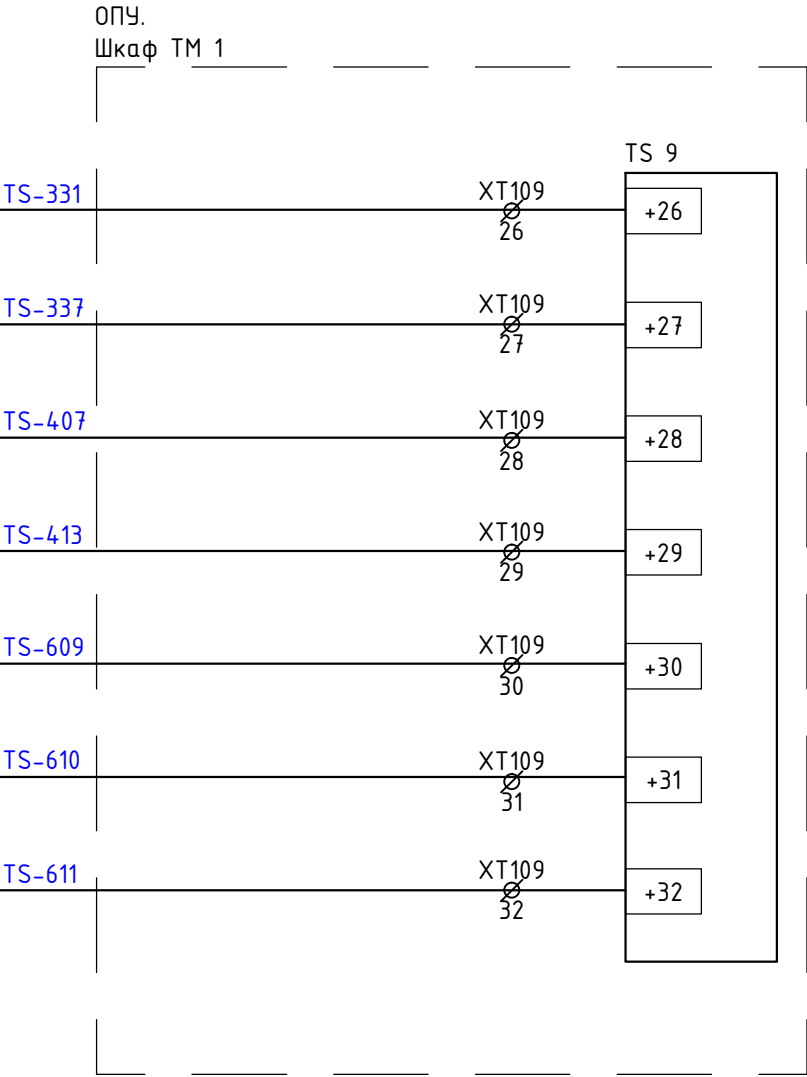 ОПУ.
Шкаф ТМ 1
TS 9
TS-331
XT109
26
+26
TS-337
XT109
27
+27
TS-407
XT109
28
+28
TS-413
XT109
29
+29
TS-609
XT109
30
+30
TS-610
XT109
31
+31
TS-611
XT109
32
+32